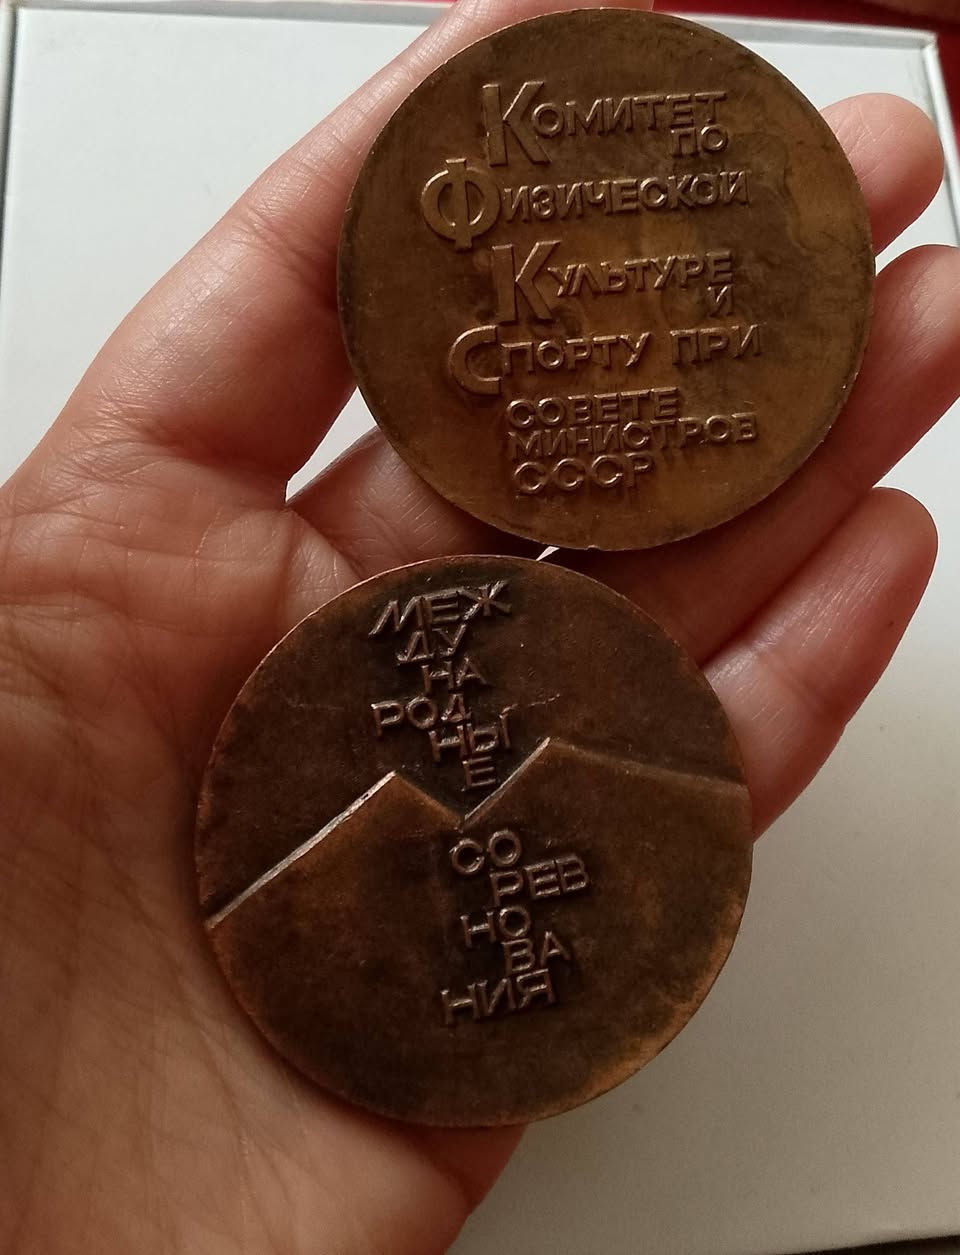 Комитет
по
Физической
Культуре
и
Спорту при
СОВЕТЕ
МИНИСТРОВ
СССР
МЕЖ
ДУ
НА
РОД
НЫ
Е
СО
РЕВ
НО
ВА
НИЯ